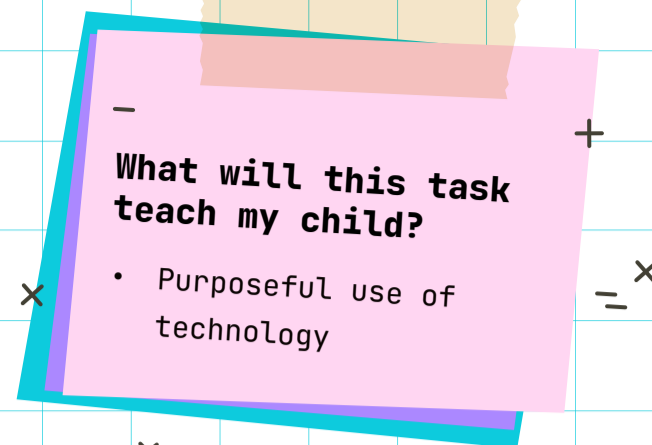 What will this task
teach my child?
• Purposeful use of
technology